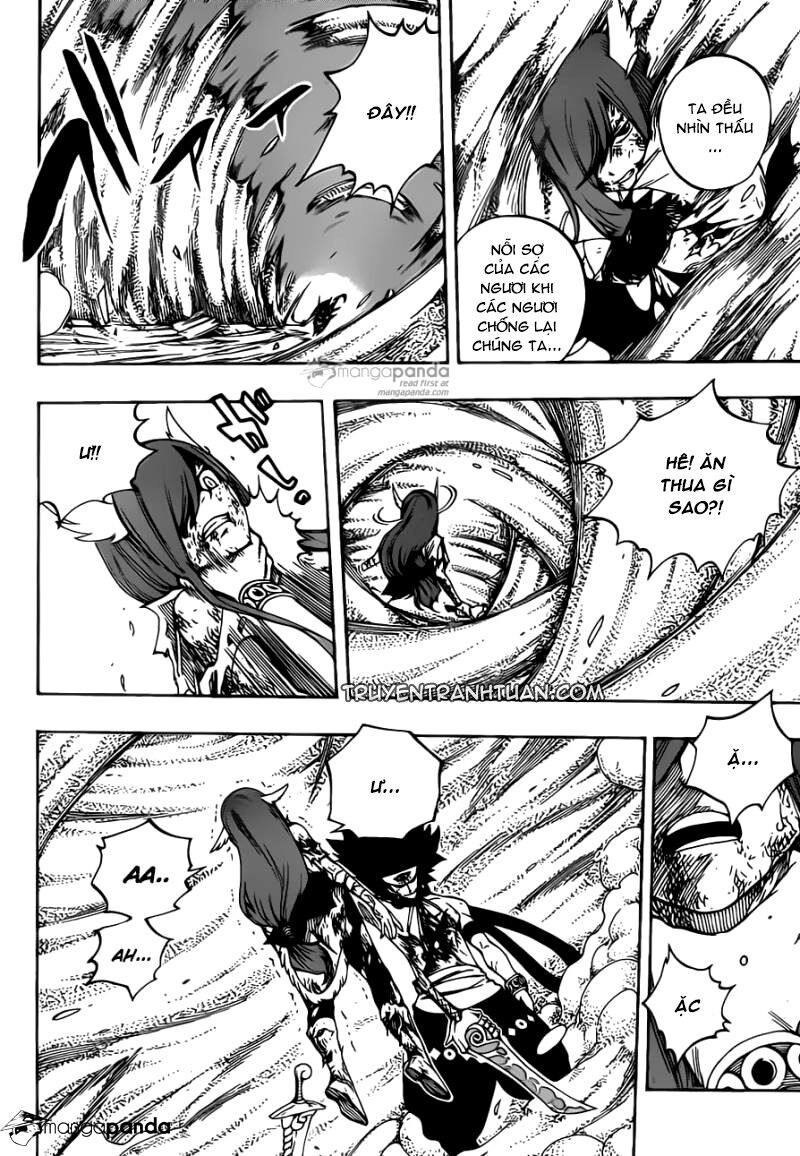 TA ĐỀU
NHÌN THẤU
...
NỖI SỢ
CỦA CÁC
NGƯƠI KHI
CÁC NGƯƠI
CHỐNG LẠI
CHÚNG TA...
ĐÂY!!
mangapanda
read first at
mangapanda.com
HÊ! ĂN
THUA GÌ
SAO?!
Ư!!
TRUYENTRANHTUAN.COM
Ặ...
ẶC
Ư...
AA..
AH...
mangapanda